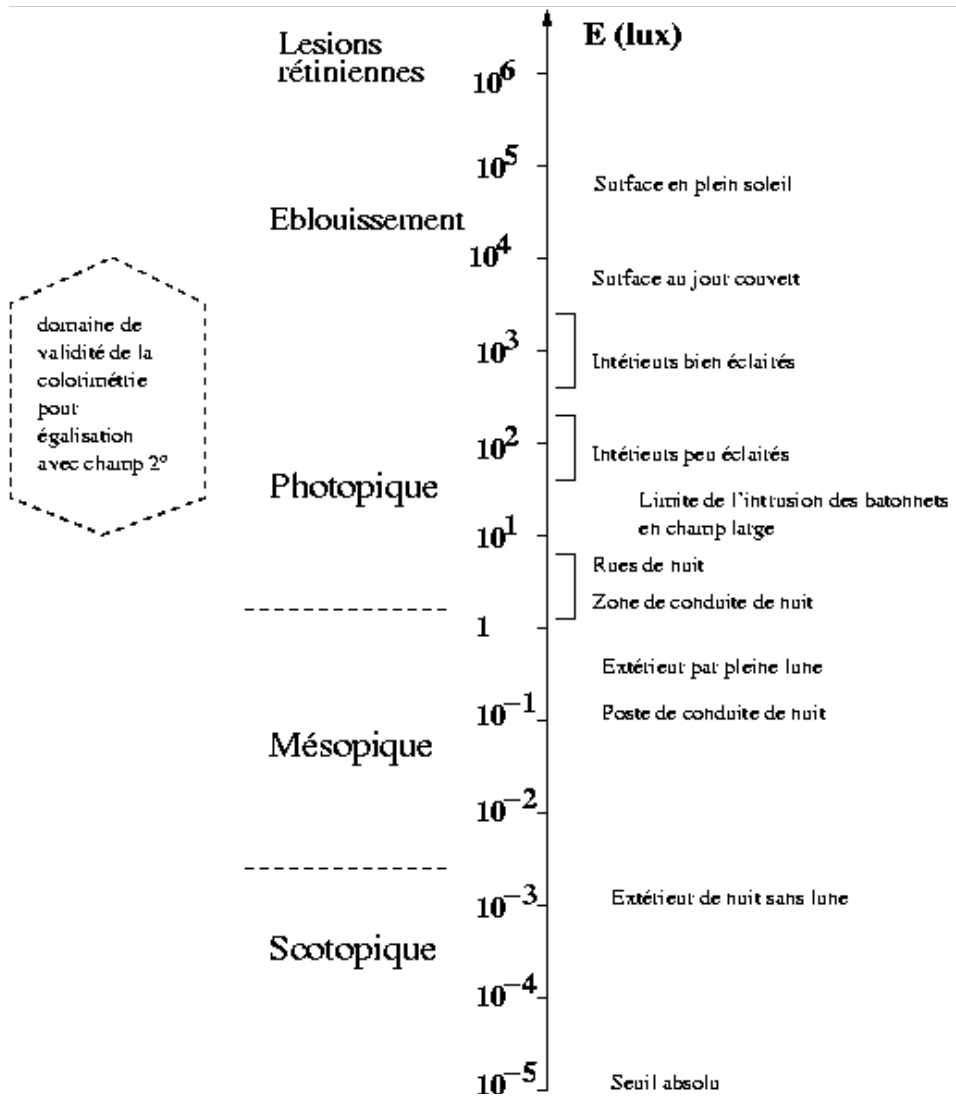 E (lux)
Lesions
rétiniennes
10^6
10^5
Surface en plein soleil
Eblouissement
10^4
Surface au jour couvert
domaine de
validité de la
colorimétrie
pour
égalisation
avec champ 2°
10^3
Intérieurs bien éclairés
10^2
Intérieurs peu éclairés
Photopique
Limite de l'intrusion des batonnets
en champ large
10^1
Rues de nuit
Zone de conduite de nuit
1
Extérieur par pleine lune
10^−1
Poste de conduite de nuit
Mésopique
10^−2
10^−3
Extérieur de nuit sans lune
Scotopique
10^−4
10^−5
Seuil absolu